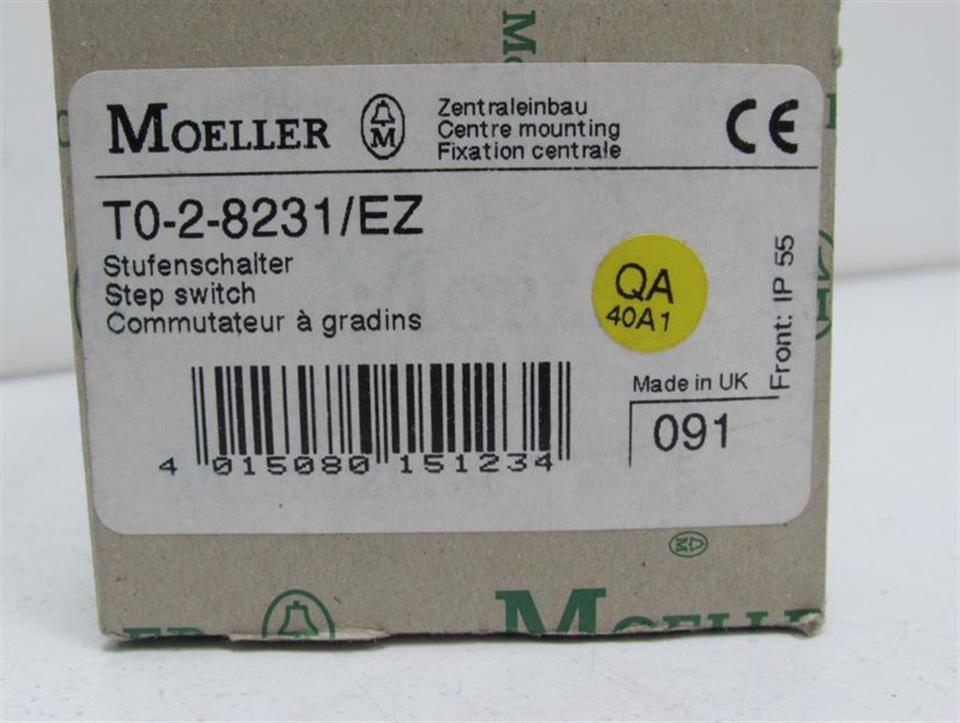 MOELLER
M
Zentraleinbau
Centre mounting
Fixation centrale
CE
T0-2-8231/EZ
Stufenschalter
Step switch
Commutateur à gradins
QA
40A1
Front: IP 55
Made in UK
091
4 015080 151234
M
MOELLER